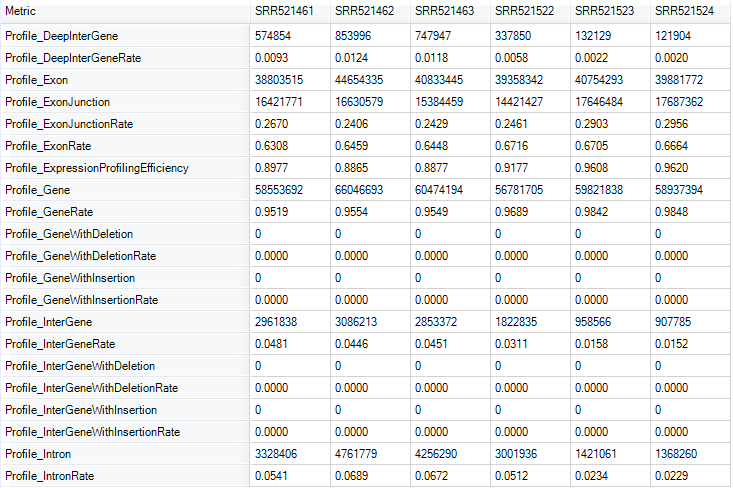 Metric SRR521461 SRR521462 SRR521463 SRR521522 SRR521523 SRR521524
Profile_DeepInterGene 574854 853996 747947 337850 132129 121904
Profile_DeepInterGeneRate 0.0093 0.0124 0.0118 0.0058 0.0022 0.0020
Profile_Exon 38803515 44654335 40833445 39358342 40754293 39881772
Profile_ExonJunction 16421771 16630579 15384459 14421427 17646484 17687362
Profile_ExonJunctionRate 0.2670 0.2406 0.2429 0.2461 0.2903 0.2956
Profile_ExonRate 0.6308 0.6459 0.6448 0.6716 0.6705 0.6664
Profile_ExpressionProfilingEfficiency 0.8977 0.8865 0.8877 0.9177 0.9608 0.9620
Profile_Gene 58553692 66046693 60474194 56781705 59821838 58937394
Profile_GeneRate 0.9519 0.9554 0.9549 0.9689 0.9842 0.9848
Profile_GeneWithDeletion 0 0 0 0 0 0
Profile_GeneWithDeletionRate 0.0000 0.0000 0.0000 0.0000 0.0000 0.0000
Profile_GeneWithInsertion 0 0 0 0 0 0
Profile_GeneWithInsertionRate 0.0000 0.0000 0.0000 0.0000 0.0000 0.0000
Profile_InterGene 2961838 3086213 2853372 1822835 958566 907785
Profile_InterGeneRate 0.0481 0.0446 0.0451 0.0311 0.0158 0.0152
Profile_InterGeneWithDeletion 0 0 0 0 0 0
Profile_InterGeneWithDeletionRate 0.0000 0.0000 0.0000 0.0000 0.0000 0.0000
Profile_InterGeneWithInsertion 0 0 0 0 0 0
Profile_InterGeneWithInsertionRate 0.0000 0.0000 0.0000 0.0000 0.0000 0.0000
Profile_Intron 3328406 4761779 4256290 3001936 1421061 1368260
Profile_IntronRate 0.0541 0.0689 0.0672 0.0512 0.0234 0.0229